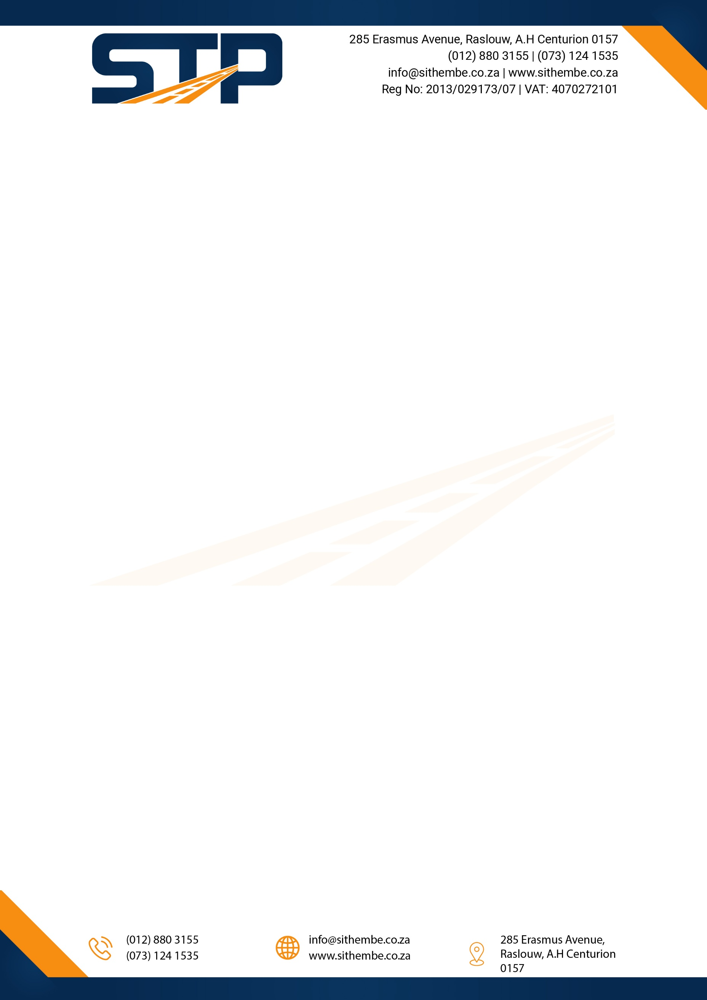 STP
285 Erasmus Avenue, Raslouw, A.H Centurion 0157
(012) 880 3155 | (073) 124 1535
info@sithembe.co.za | www.sithembe.co.za
Reg No: 2013/029173/07 | VAT: 4070272101
(012) 880 3155
(073) 124 1535
info@sithembe.co.za
www.sithembe.co.za
285 Erasmus Avenue,
Raslouw, A.H Centurion
0157